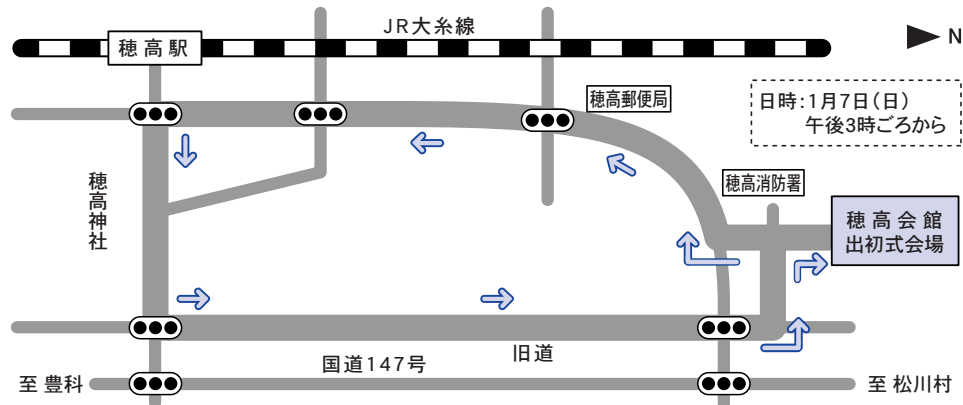 JR大糸線
穂高駅
N
穂高郵便局
日時:1月7日(日)
午後3時ごろから
穂高消防署
穂高神社
穂高会館
出初式会場
旧道
国道147号
至 豊科
至 松川村